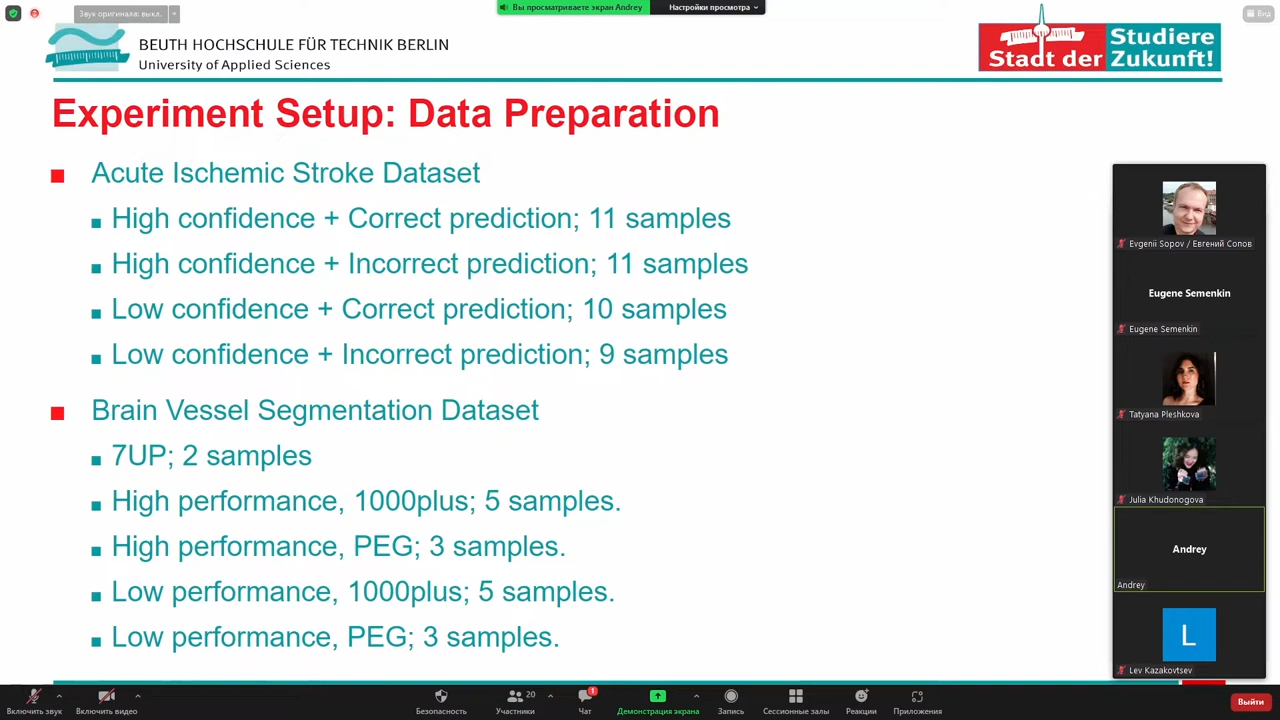 Звук оригинала: выкл.
Вы просматриваете экран Andrey
Настройки просмотра
Вид
BEUTH HOCHSCHULE FÜR TECHNIK BERLIN
University of Applied Sciences
Studiere
Stadt der Zukunft!
Experiment Setup: Data Preparation
Acute Ischemic Stroke Dataset
High confidence + Correct prediction; 11 samples
High confidence + Incorrect prediction; 11 samples
Low confidence + Correct prediction; 10 samples
Low confidence + Incorrect prediction; 9 samples
Brain Vessel Segmentation Dataset
7UP; 2 samples
High performance, 1000plus; 5 samples.
High performance, PEG; 3 samples.
Low performance, 1000plus; 5 samples.
Low performance, PEG; 3 samples.
Evgenii Sopov / Евгений Сопов
Eugene Semenkin
Eugene Semenkin
Tatyana Pleshkova
Julia Khudonogova
Andrey
Andrey
L
Lev Kazakovtsev
Включить звук
Включить видео
Безопасность
20
Участники
1
Чат
Демонстрация экрана
Запись
Сессионные залы
Реакции
Приложения
Выйти